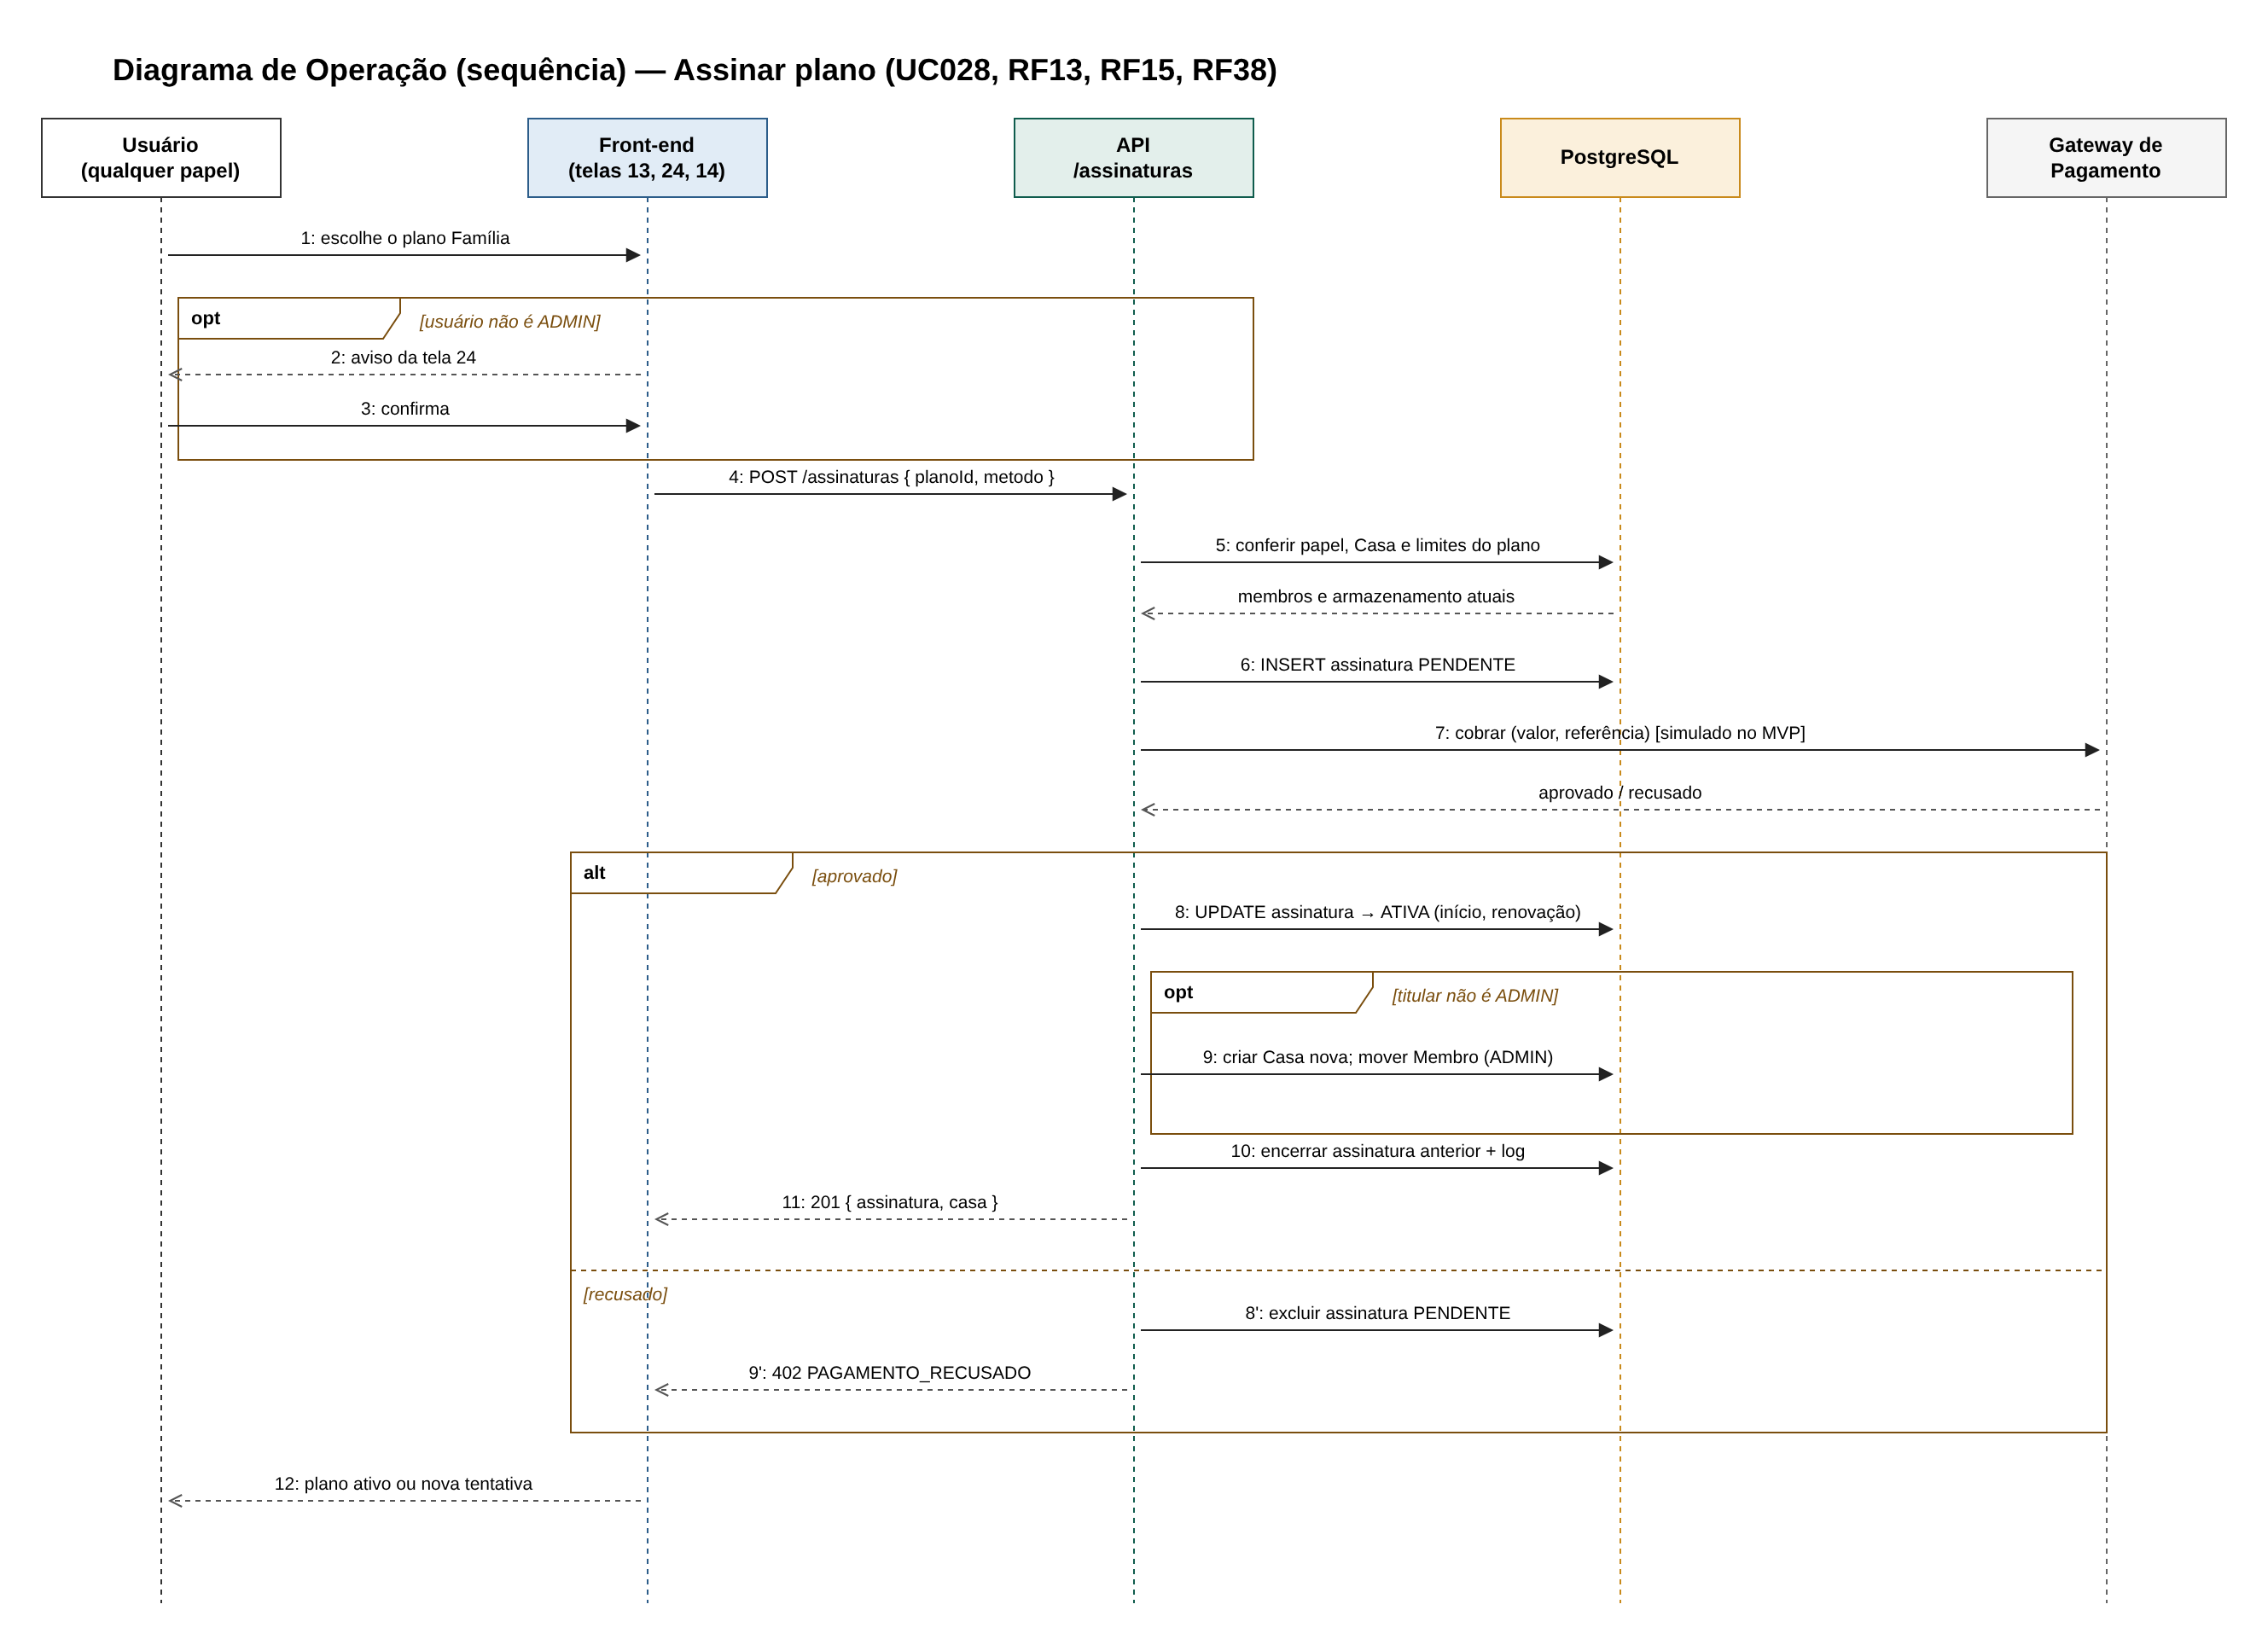 Diagrama de Operação (sequência) — Assinar plano (UC028, RF13, RF15, RF38)
Usuário
(qualquer papel)
Front-end
(telas 13, 24, 14)
API
/assinaturas
PostgreSQL
Gateway de
Pagamento
1: escolhe o plano Família
opt
[usuário não é ADMIN]
2: aviso da tela 24
3: confirma
4: POST /assinaturas { planoId, metodo }
5: conferir papel, Casa e limites do plano
membros e armazenamento atuais
6: INSERT assinatura PENDENTE
7: cobrar (valor, referência) [simulado no MVP]
aprovado / recusado
alt
[aprovado]
8: UPDATE assinatura → ATIVA (início, renovação)
opt
[titular não é ADMIN]
9: criar Casa nova; mover Membro (ADMIN)
10: encerrar assinatura anterior + log
11: 201 { assinatura, casa }
[recusado]
8': excluir assinatura PENDENTE
9': 402 PAGAMENTO_RECUSADO
12: plano ativo ou nova tentativa